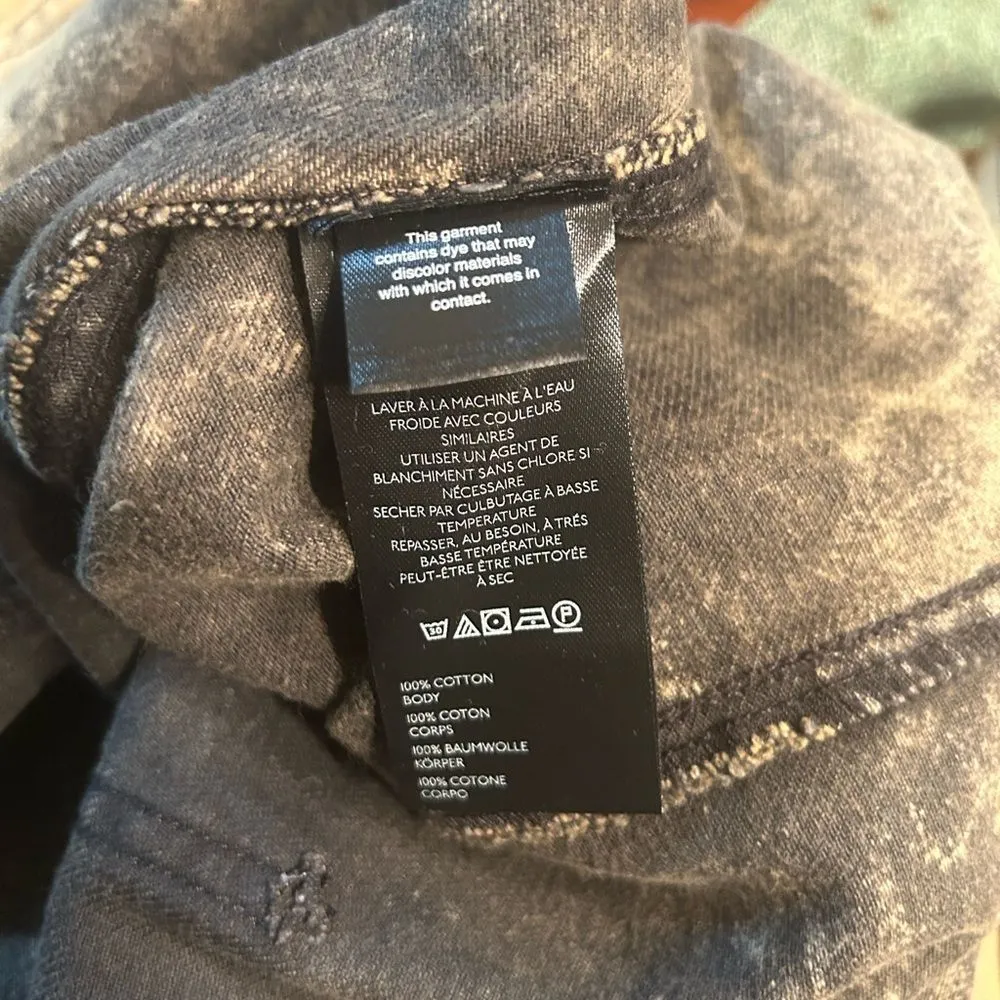 This garment
contains dye that may
discolor materials
with which it comes in
contact.
LAVER À LA MACHINE À L'EAU
FROIDE AVEC COULEURS
SIMILAIRES
UTILISER UN AGENT DE
BLANCHIMENT SANS CHLORE SI
NÉCESSAIRE
SECHER PAR CULBUTAGE À BASSE
TEMPERATURE
REPASSER, AU BESOIN, À TRÉS
BASSE TEMPÉRATURE
PEUT-ÊTRE ÊTRE NETTOYÉE
À SEC
30 P
100% COTTON
BODY
100% COTON
CORPS
100% BAUMWOLLE
KÖRPER
100% COTONE
CORPO